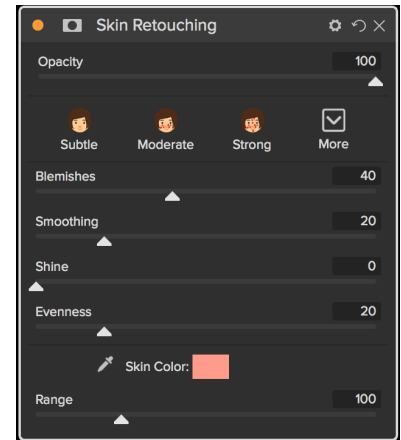 Skin Retouching
Opacity 100
Subtle Moderate Strong More
Blemishes 40
Smoothing 20
Shine 0
Evenness 20
Skin Color:
Range 100